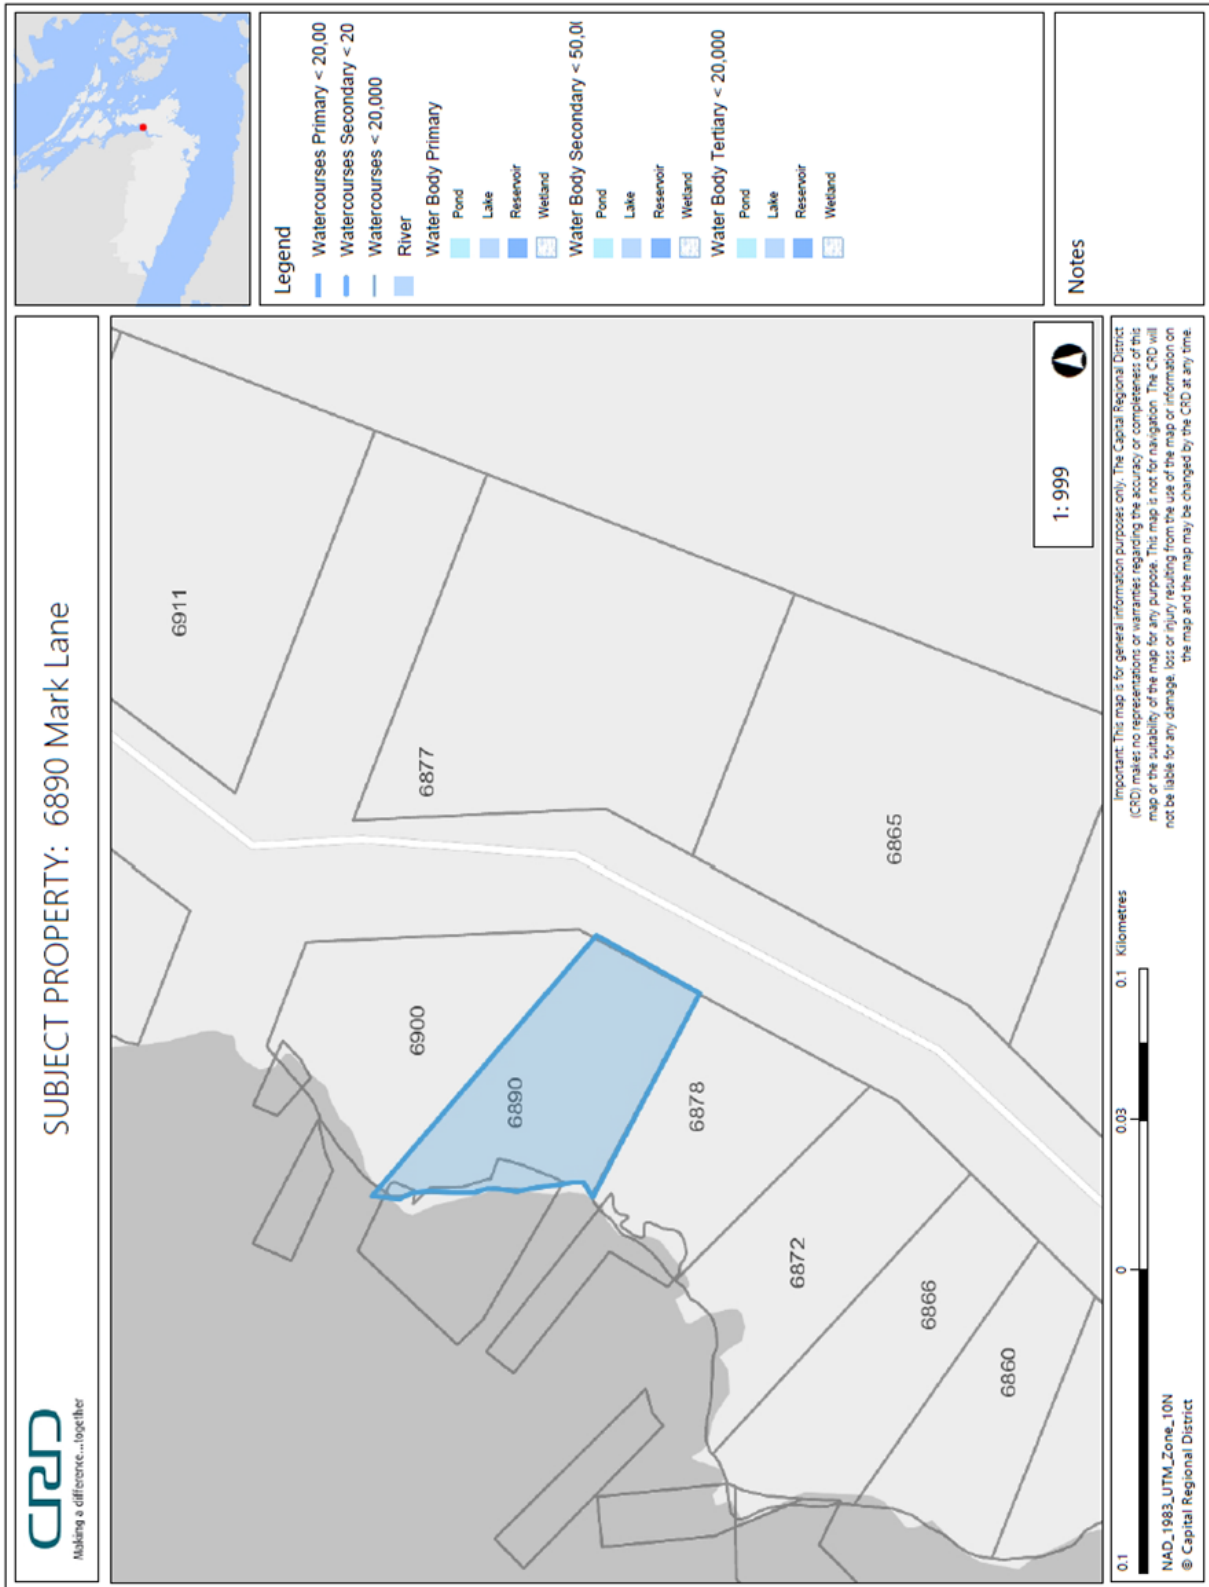 CRD
Making a difference...together
SUBJECT PROPERTY: 6890 Mark Lane
6911
6877
6900
6890
6865
6878
6872
6866
6860
1: 999
Legend
Watercourses Primary < 20,00
Watercourses Secondary < 20
Watercourses < 20,000
River
Water Body Primary
Pond
Lake
Reservoir
Wetland
Water Body Secondary < 50,0(
Pond
Lake
Reservoir
Wetland
Water Body Tertiary < 20,000
Pond
Lake
Reservoir
Wetland
Notes
0.1 0 0.03 0.1 Kilometres
NAD_1983_UTM_Zone_10N
© Capital Regional District
Important: This map is for general information purposes only. The Capital Regional District
(CRD) makes no representations or warranties regarding the accuracy or completeness of this
map or the suitability of the map for any purpose. This map is not for navigation. The CRD will
not be liable for any damage, loss or injury resulting from the use of the map or information on
the map and the map may be changed by the CRD at any time.